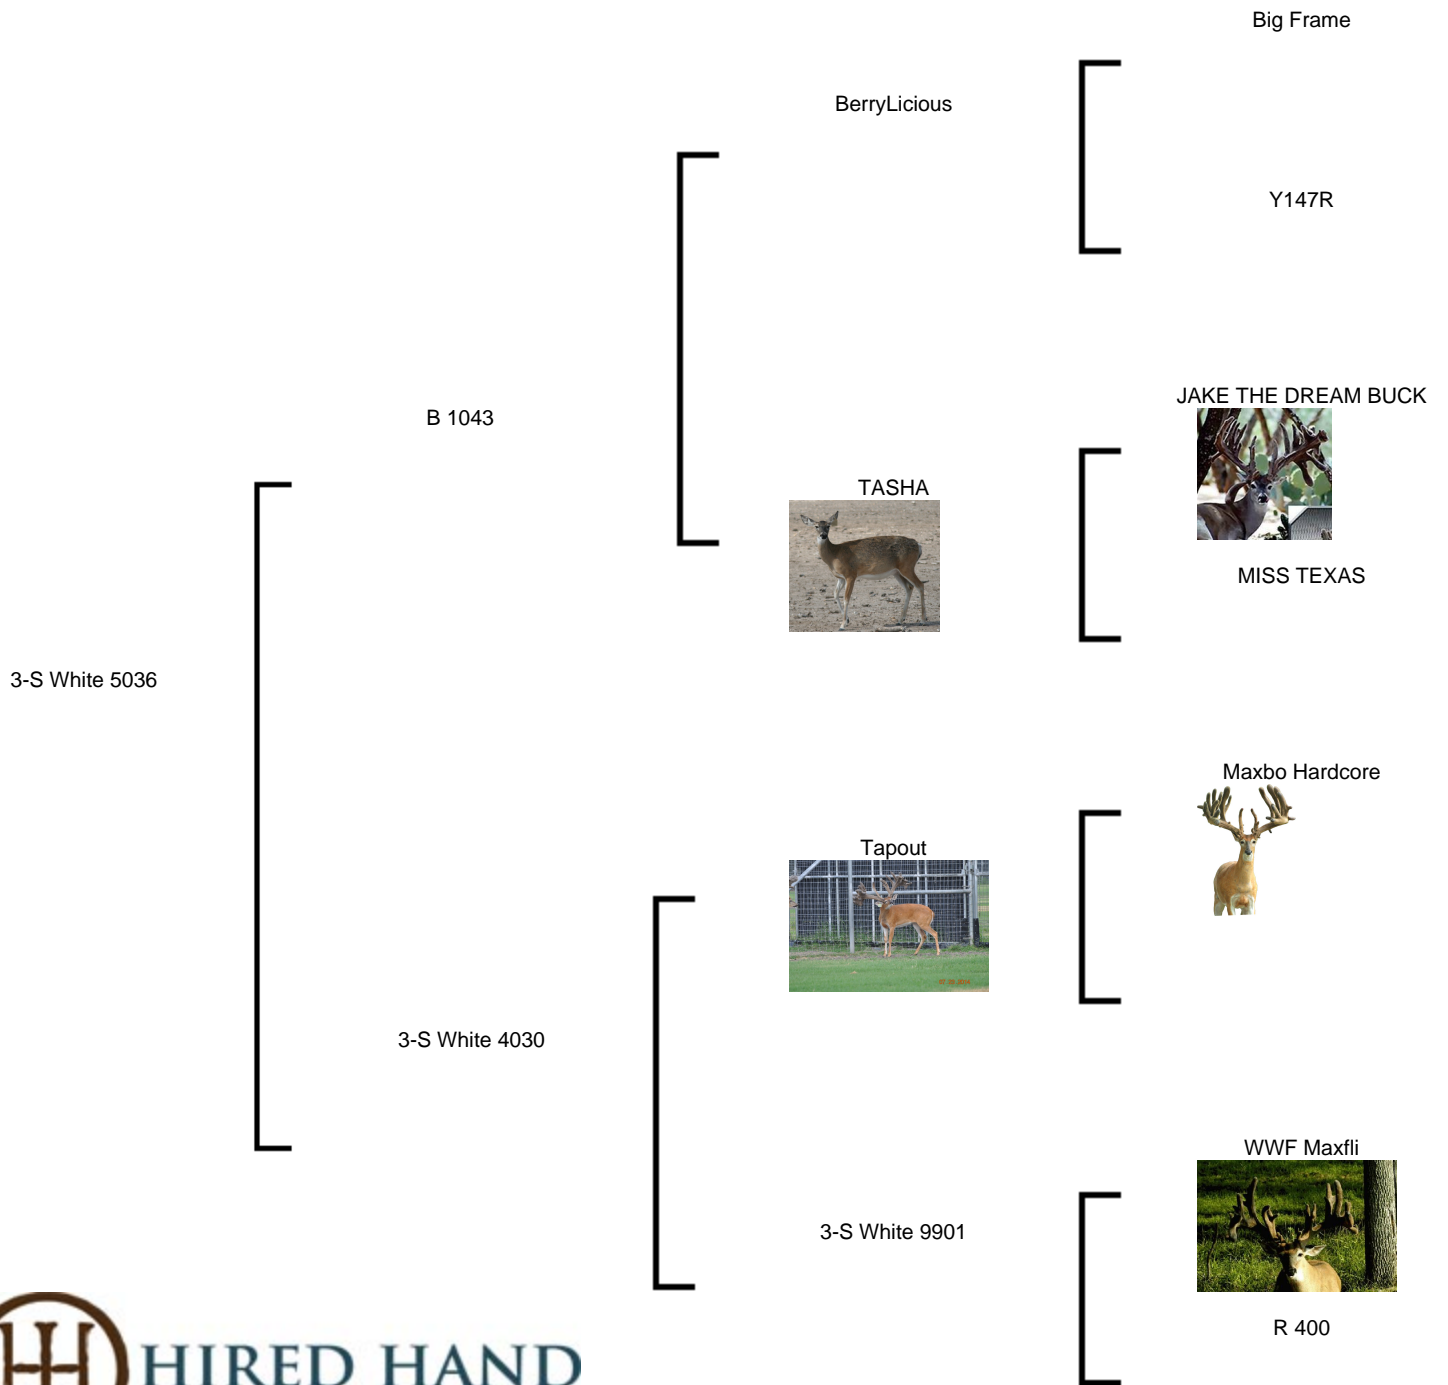 Big Frame
BerryLicious
Y147R
B 1043
JAKE THE DREAM BUCK
TASHA
MISS TEXAS
3-S White 5036
Maxbo Hardcore
Tapout
3-S White 4030
WWF Maxfli
3-S White 9901
R 400
HIRED HAND